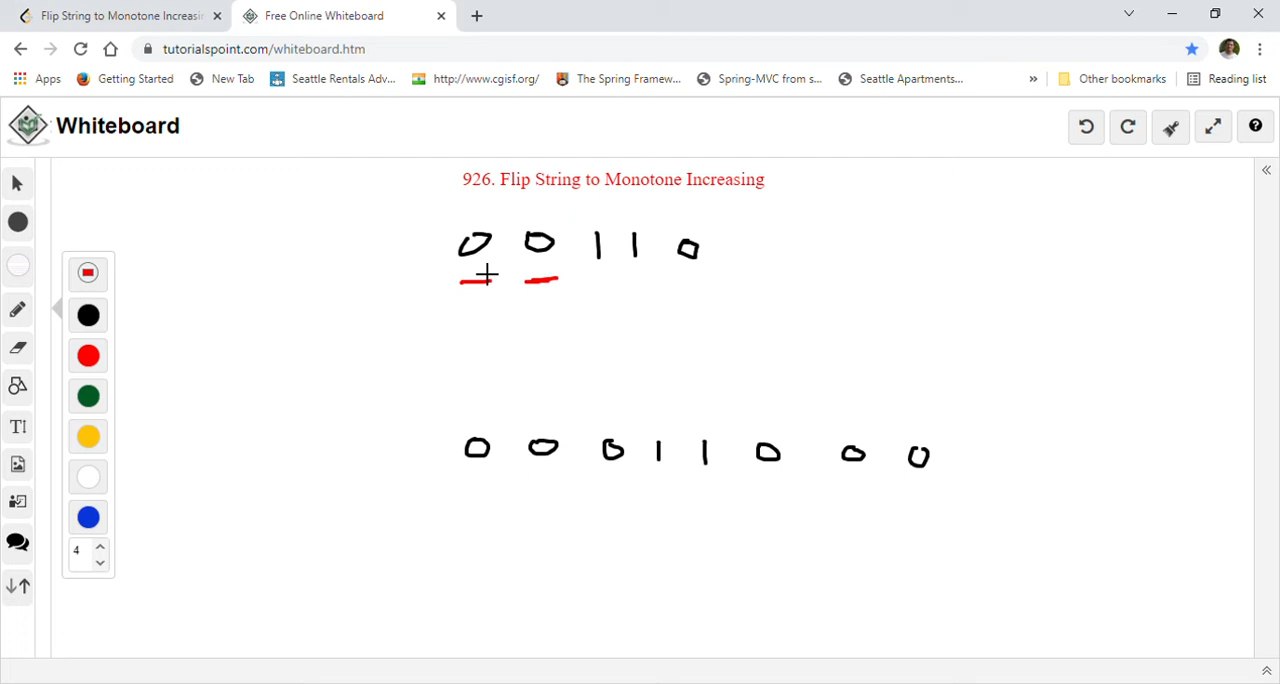 Flip String to Monotone Increasi
Free Online Whiteboard
tutorialspoint.com/whiteboard.htm
Apps Getting Started New Tab Seattle Rentals Adv... http://www.cgisf.org/ The Spring Framew... Spring-MVC from s... Seattle Apartments... » Other bookmarks Reading list
Whiteboard
926. Flip String to Monotone Increasing
0 0 1 1 0
0 0 0 1 1 0 0 0
4